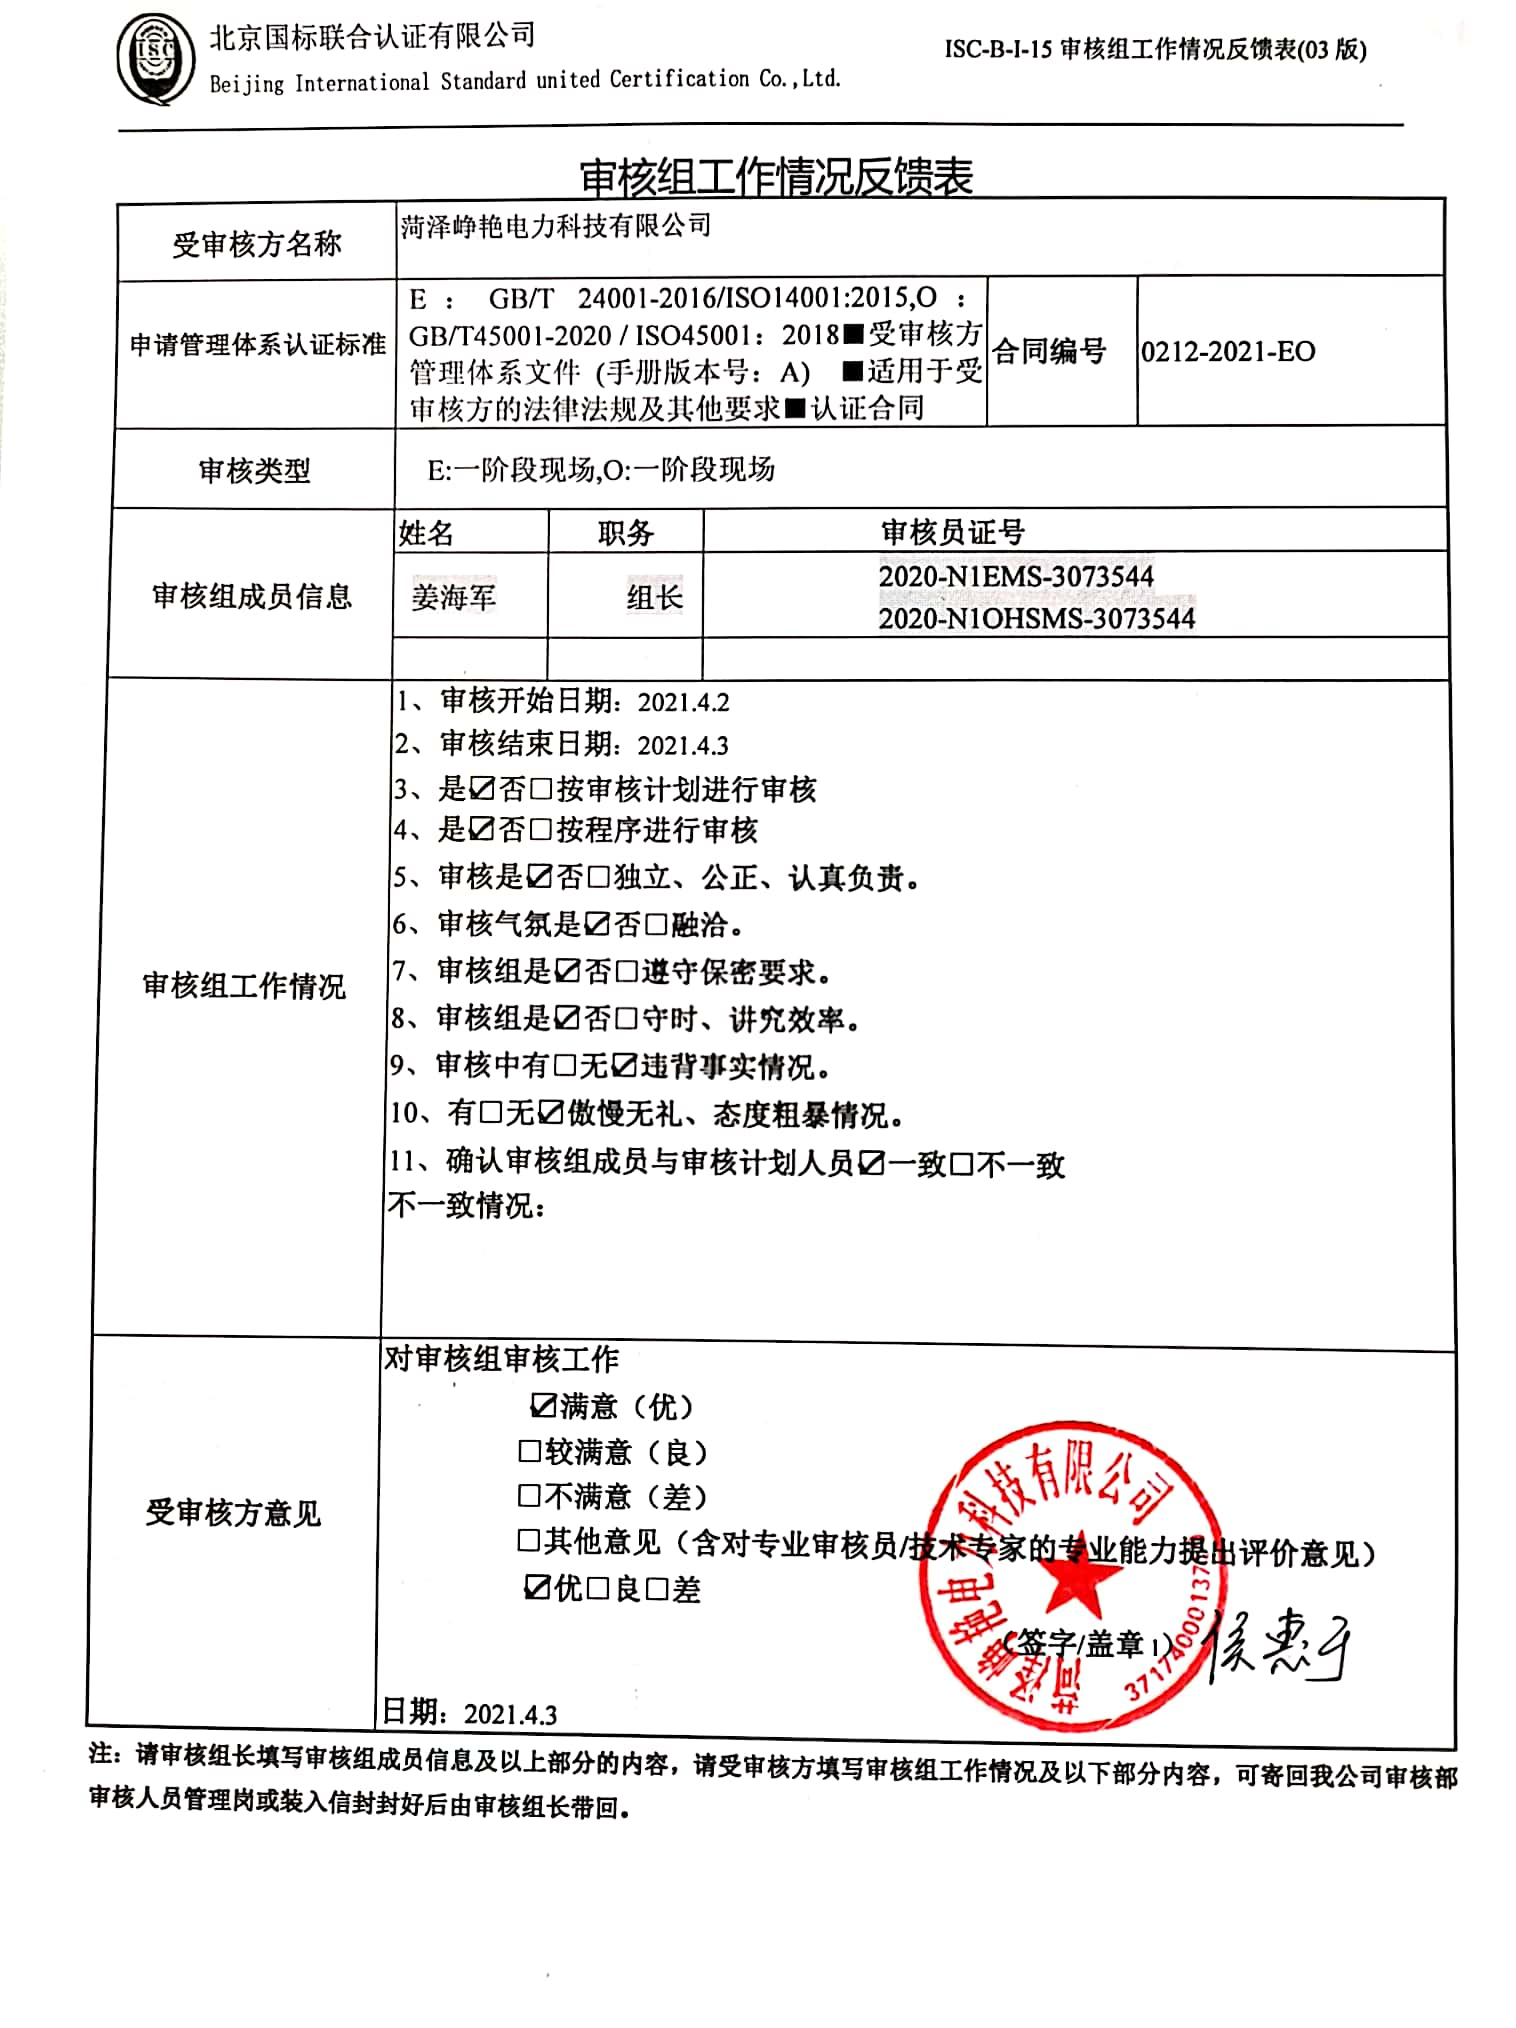 ISC
北京国标联合认证有限公司
Beijing International Standard united Certification Co.,Ltd.
ISC-B-I-15 审核组工作情况反馈表(03 版)
审核组工作情况反馈表
受审核方名称
菏泽峥艳电力科技有限公司
申请管理体系认证标准
E ： GB/T 24001-2016/ISO14001:2015,O ：
GB/T45001-2020 / ISO45001：2018■受审核方
管理体系文件（手册版本号：A） ■适用于受
审核方的法律法规及其他要求■认证合同
合同编号
0212-2021-EO
审核类型
E:一阶段现场,O:一阶段现场
审核组成员信息
姓名
职务
审核员证号
姜海军
组长
2020-N1EMS-3073544
2020-N1OHSMS-3073544
审核组工作情况
1、审核开始日期：2021.4.2
2、审核结束日期：2021.4.3
3、是☑否□按审核计划进行审核
4、是☑否□按程序进行审核
5、审核是☑否□独立、公正、认真负责。
6、审核气氛是☑否□融洽。
7、审核组是☑否□遵守保密要求。
8、审核组是☑否□守时、讲究效率。
9、审核中有□无☑违背事实情况。
10、有□无☑傲慢无礼、态度粗暴情况。
11、确认审核组成员与审核计划人员☑一致□不一致
不一致情况：
受审核方意见
对审核组审核工作
☑满意（优）
□较满意（良）
□不满意（差）
□其他意见（含对专业审核员/技术专家的专业能力提出评价意见）
☑优□良□差
（签字/盖章）
日期：2021.4.3
菏泽峥艳电力科技有限公司
注：请审核组长填写审核组成员信息及以上部分的内容，请受审核方填写审核组工作情况及以下部分内容，可寄回我公司审核部
审核人员管理岗或装入信封封好后由审核组长带回。